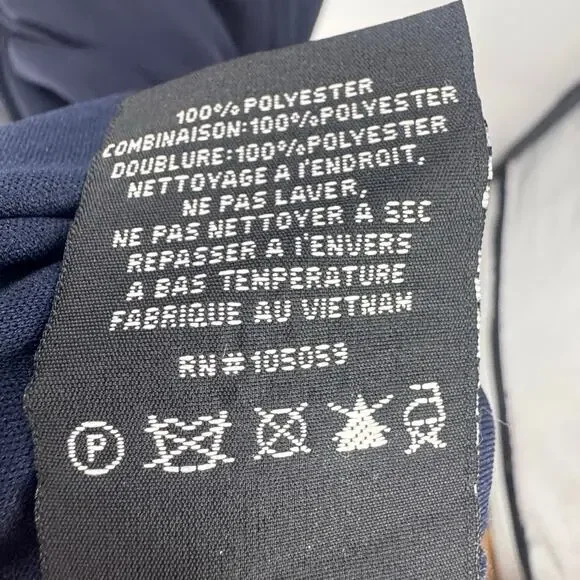 100% POLYESTER
COMBINAISON:100%POLYESTER
DOUBLURE:100%POLYESTER
NETTOYAGE A l'ENDROIT,
NE PAS LAVER,
NE PAS NETTOYER À SEC
REPASSER A l'ENVERS
A BAS TEMPERATURE
FABRIQUE AU VIETNAM
RN#105059
P